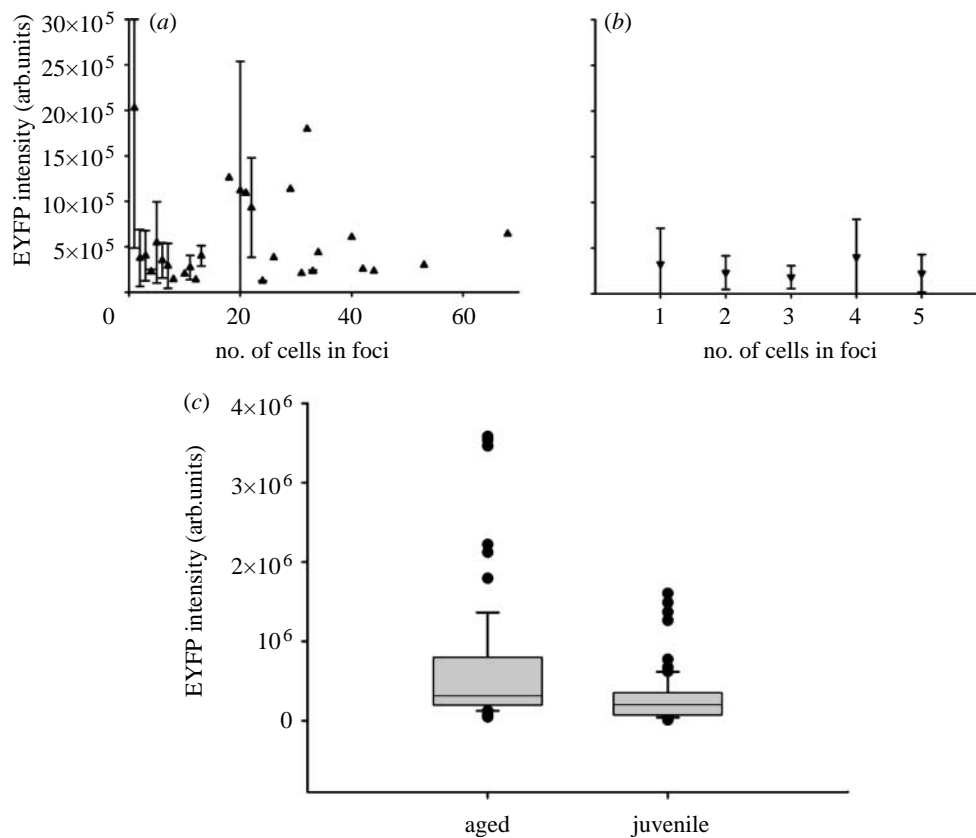 (a)
EYFP intensity (arb.units)
30×10⁵
25×10⁵
20×10⁵
15×10⁵
10×10⁵
5×10⁵
0 20 40 60
no. of cells in foci
(b)
1 2 3 4 5
no. of cells in foci
(c)
EYFP intensity (arb.units)
4×10⁶
3×10⁶
2×10⁶
10⁶
0
aged juvenile